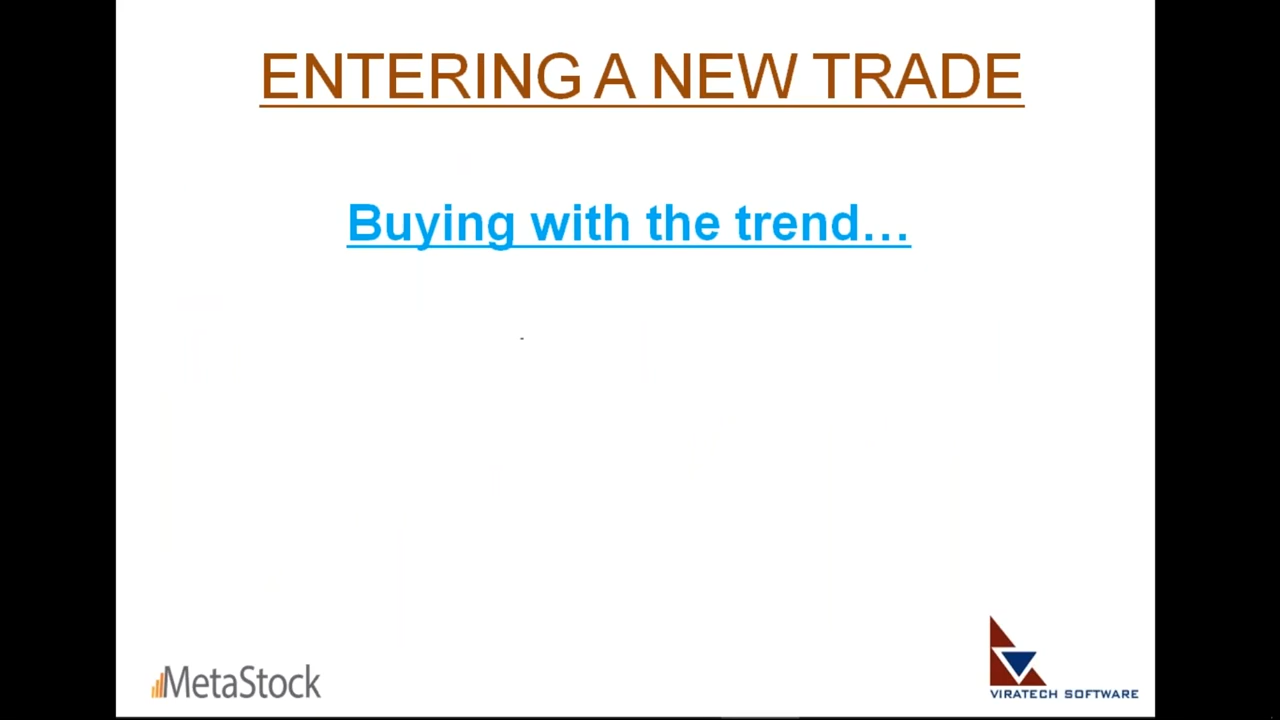 ENTERING A NEW TRADE
Buying with the trend…
MetaStock
VIRATECH SOFTWARE